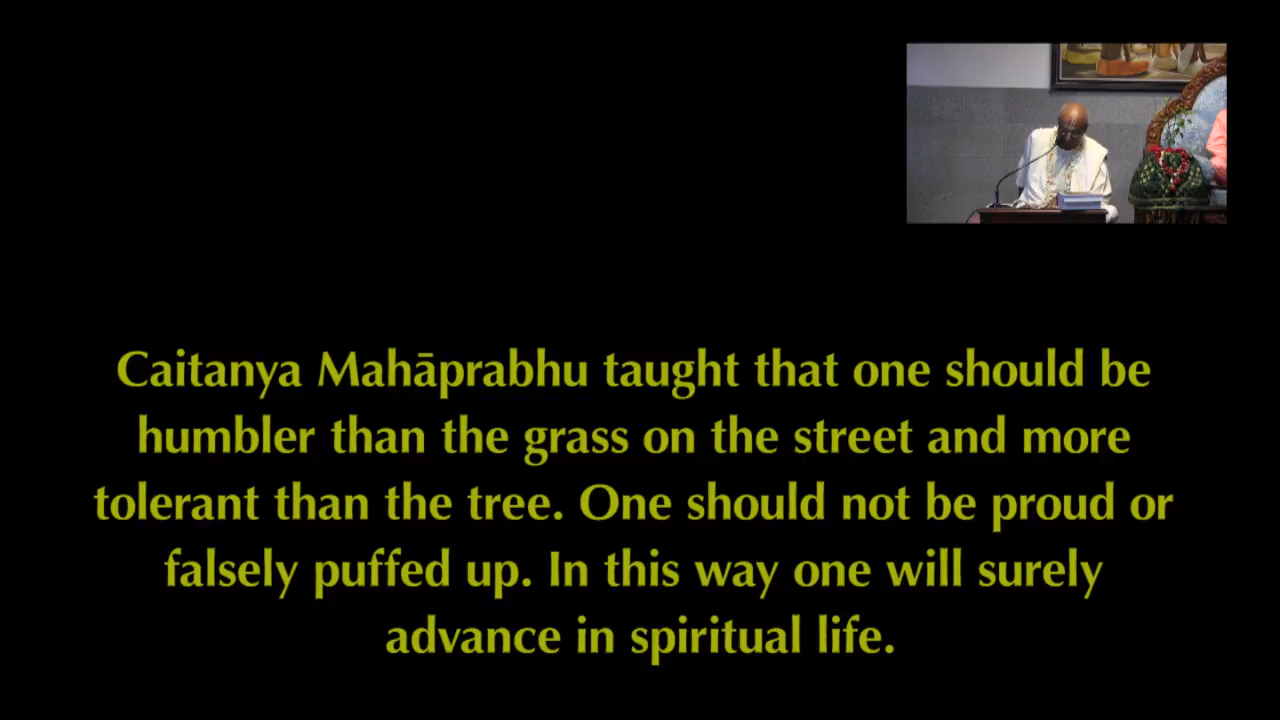 Caitanya Mahāprabhu taught that one should be
humbler than the grass on the street and more
tolerant than the tree. One should not be proud or
falsely puffed up. In this way one will surely
advance in spiritual life.